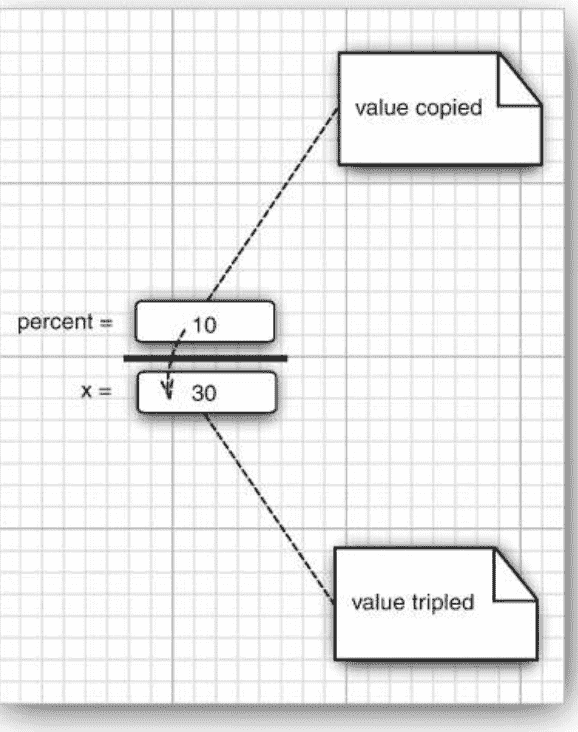 value copied
percent = 10
x = 30
value tripled